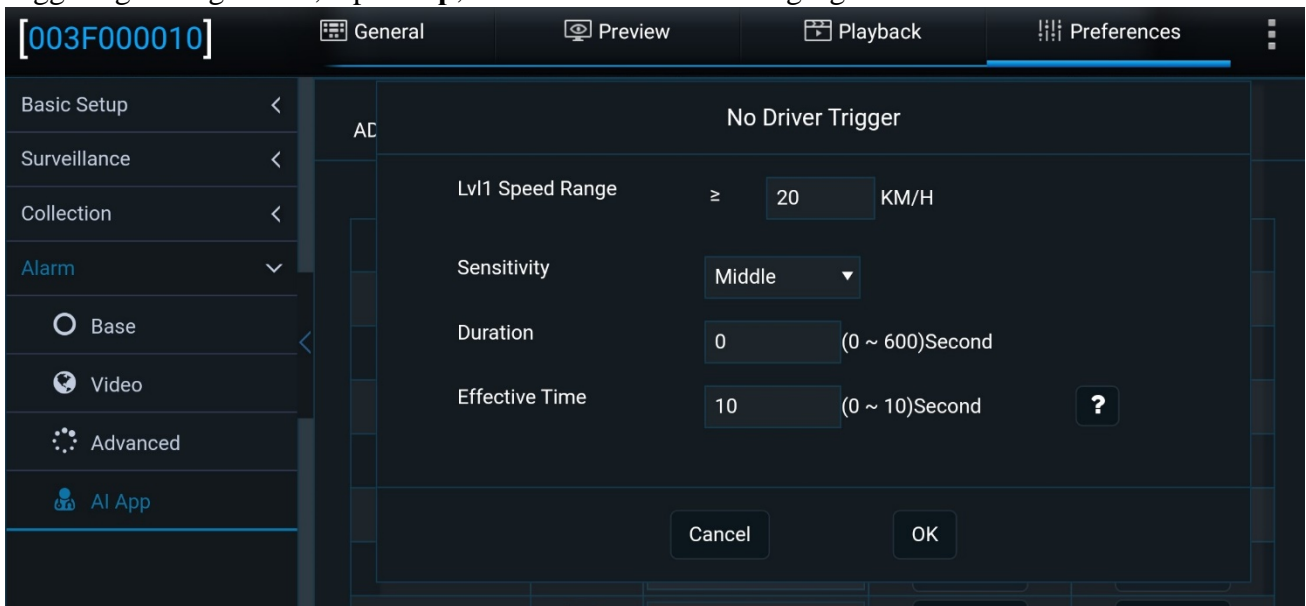 [003F000010]
General
Preview
Playback
Preferences
Basic Setup
Surveillance
Collection
Alarm
Base
Video
Advanced
AI App
AD
No Driver Trigger
Lvl1 Speed Range ≥ 20 KM/H
Sensitivity Middle
Duration 0 (0 ~ 600)Second
Effective Time 10 (0 ~ 10)Second ?
Cancel OK